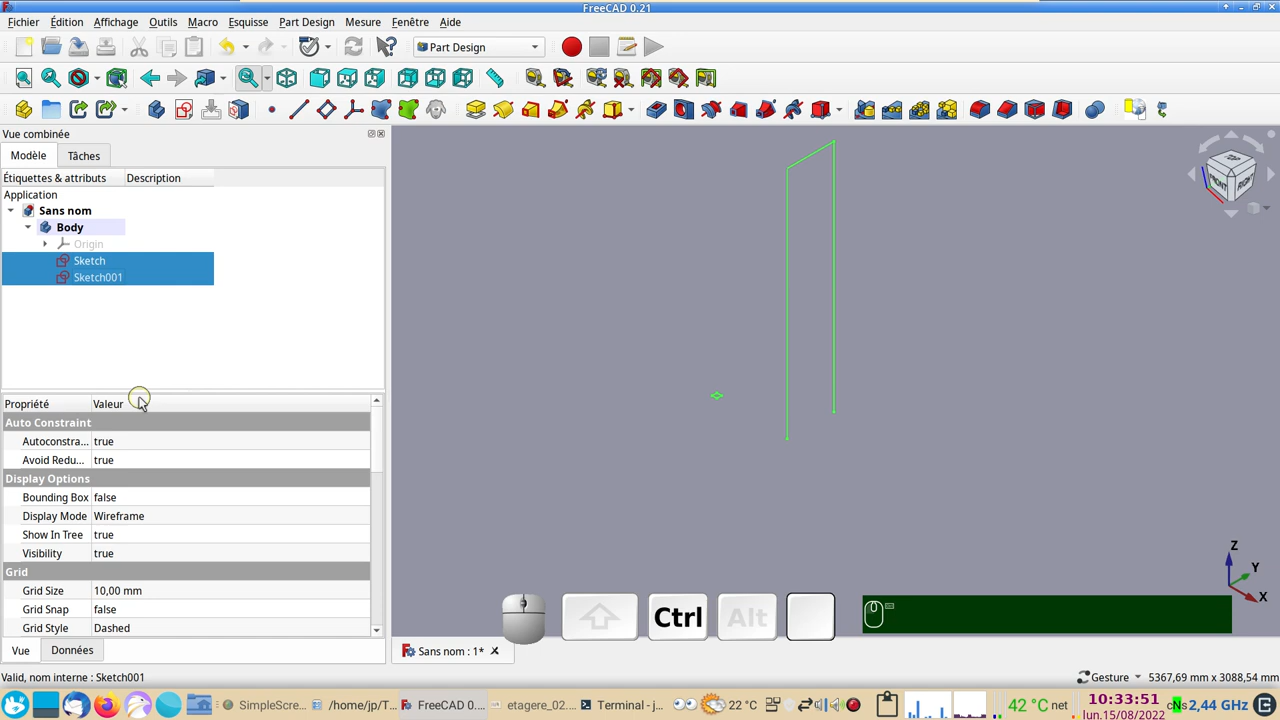 FreeCAD 0.21
Fichier Édition Affichage Outils Macro Esquisse Part Design Mesure Fenêtre Aide
Part Design
Vue combinée
Modèle Tâches
Étiquettes & attributs Description
Application
Sans nom
Body
Origin
Sketch
Sketch001
FRONT RIGHT
Propriété Valeur
Auto Constraint
Autoconstra... true
Avoid Redu... true
Display Options
Bounding Box false
Display Mode Wireframe
Show In Tree true
Visibility true
Grid
Grid Size 10,00 mm
Grid Snap false
Grid Style Dashed
Z
Y
X
Ctrl Alt
Vue Données
Sans nom : 1*
Valid, nom interne : Sketch001
Gesture 5367,69 mm x 3088,54 mm
SimpleScre... /home/jp/T... FreeCAD 0.... etagere_02.... Terminal - j... 22 °C 42 °C net 10:33:51 lun.15/08/2022 Ns 2,44 GHz